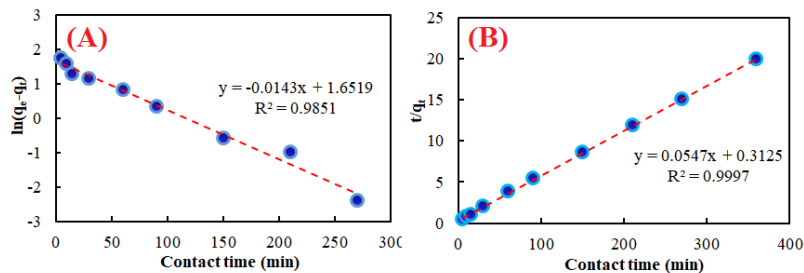 (A)
ln(qₑ-qₜ)
3
2
1
0
-1
-2
-3
y = -0.0143x + 1.6519
R² = 0.9851
0 50 100 150 200 250 300
Contact time (min)
(B)
t/qₜ
25
20
15
10
5
0
y = 0.0547x + 0.3125
R² = 0.9997
0 100 200 300 400
Contact time (min)